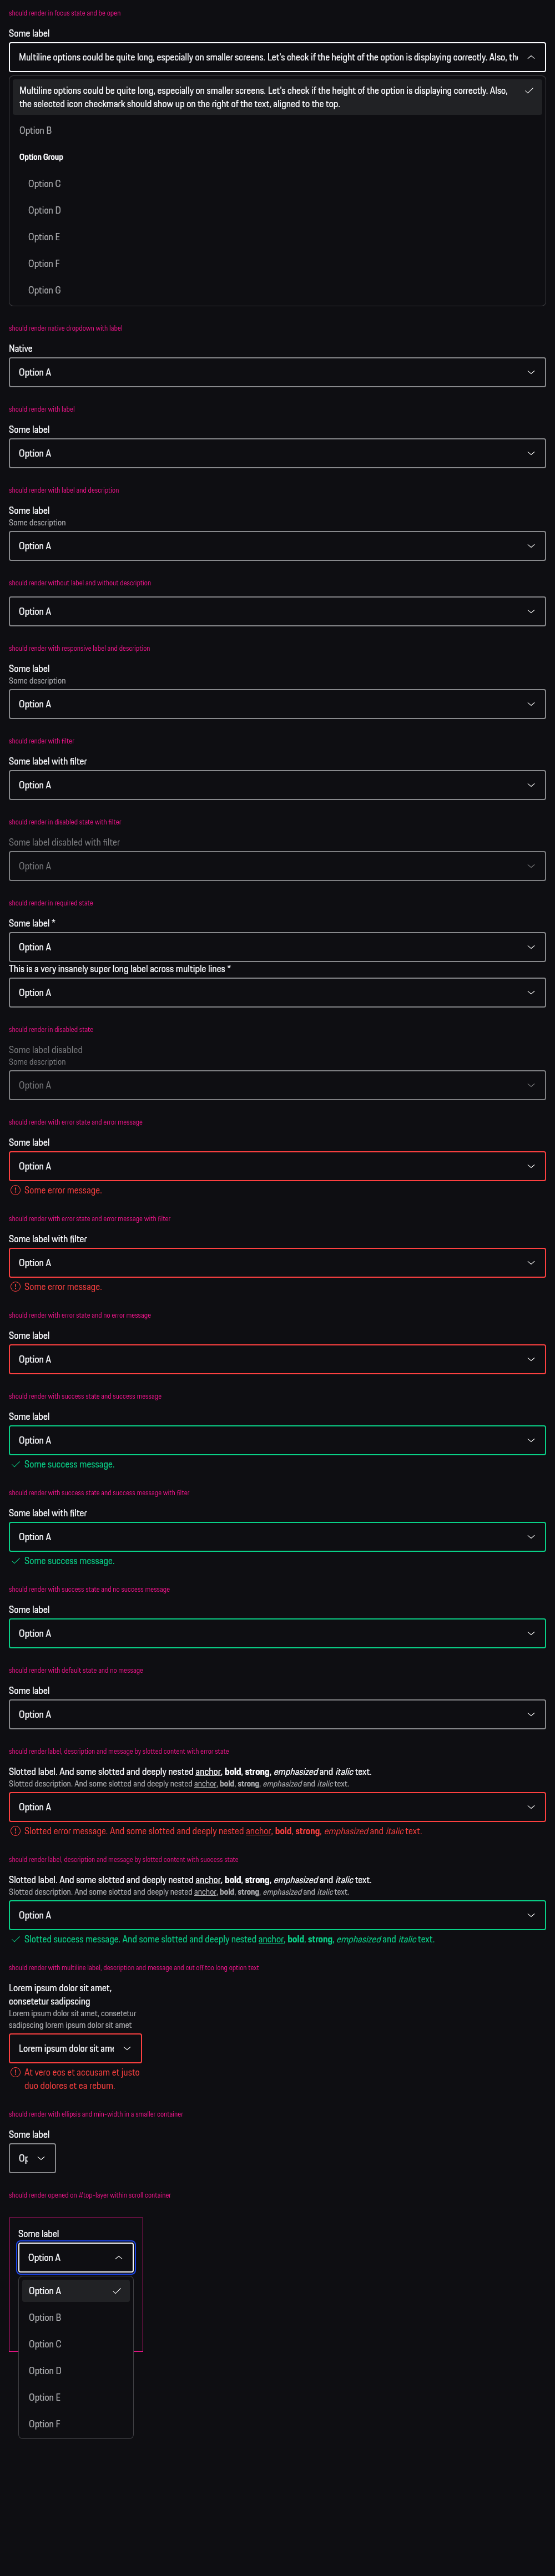 should render in focus state and be open
Some label
Multiline options could be quite long, especially on smaller screens. Let's check if the height of the option is displaying correctly. Also, th
Multiline options could be quite long, especially on smaller screens. Let's check if the height of the option is displaying correctly. Also,
the selected icon checkmark should show up on the right of the text, aligned to the top.
Option B
Option Group
Option C
Option D
Option E
Option F
Option G
should render native dropdown with label
Native
Option A
should render with label
Some label
Option A
should render with label and description
Some label
Some description
Option A
should render without label and without description
Option A
should render with responsive label and description
Some label
Some description
Option A
should render with filter
Some label with filter
Option A
should render in disabled state with filter
Some label disabled with filter
Option A
should render in required state
Some label *
Option A
This is a very insanely super long label across multiple lines *
Option A
should render in disabled state
Some label disabled
Some description
Option A
should render with error state and error message
Some label
Option A
Some error message.
should render with error state and error message with filter
Some label with filter
Option A
Some error message.
should render with error state and no error message
Some label
Option A
should render with success state and success message
Some label
Option A
Some success message.
should render with success state and success message with filter
Some label with filter
Option A
Some success message.
should render with success state and no success message
Some label
Option A
should render with default state and no message
Some label
Option A
should render label, description and message by slotted content with error state
Slotted label. And some slotted and deeply nested anchor, bold, strong, emphasized and italic text.
Slotted description. And some slotted and deeply nested anchor, bold, strong, emphasized and italic text.
Option A
Slotted error message. And some slotted and deeply nested anchor, bold, strong, emphasized and italic text.
should render label, description and message by slotted content with success state
Slotted label. And some slotted and deeply nested anchor, bold, strong, emphasized and italic text.
Slotted description. And some slotted and deeply nested anchor, bold, strong, emphasized and italic text.
Option A
Slotted success message. And some slotted and deeply nested anchor, bold, strong, emphasized and italic text.
should render with multiline label, description and message and cut off too long option text
Lorem ipsum dolor sit amet,
consetetur sadipscing
Lorem ipsum dolor sit amet, consetetur
sadipscing lorem ipsum dolor sit amet
Lorem ipsum dolor sit am
At vero eos et accusam et justo
duo dolores et ea rebum.
should render with ellipsis and min-width in a smaller container
Some label
Op
should render opened on #top-layer within scroll container
Some label
Option A
Option A
Option B
Option C
Option D
Option E
Option F